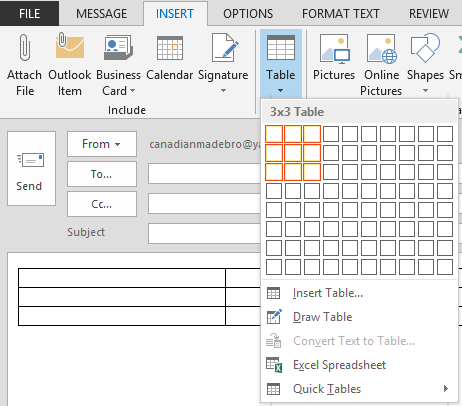 FILE MESSAGE INSERT OPTIONS FORMAT TEXT REVIEW
Attach File
Outlook Item
Business Card
Calendar
Signature
Table
Pictures
Online Pictures
Shapes
Include
3x3 Table
From
canadianmadebro@
To...
Cc...
Subject
Send
Insert Table...
Draw Table
Convert Text to Table...
Excel Spreadsheet
Quick Tables